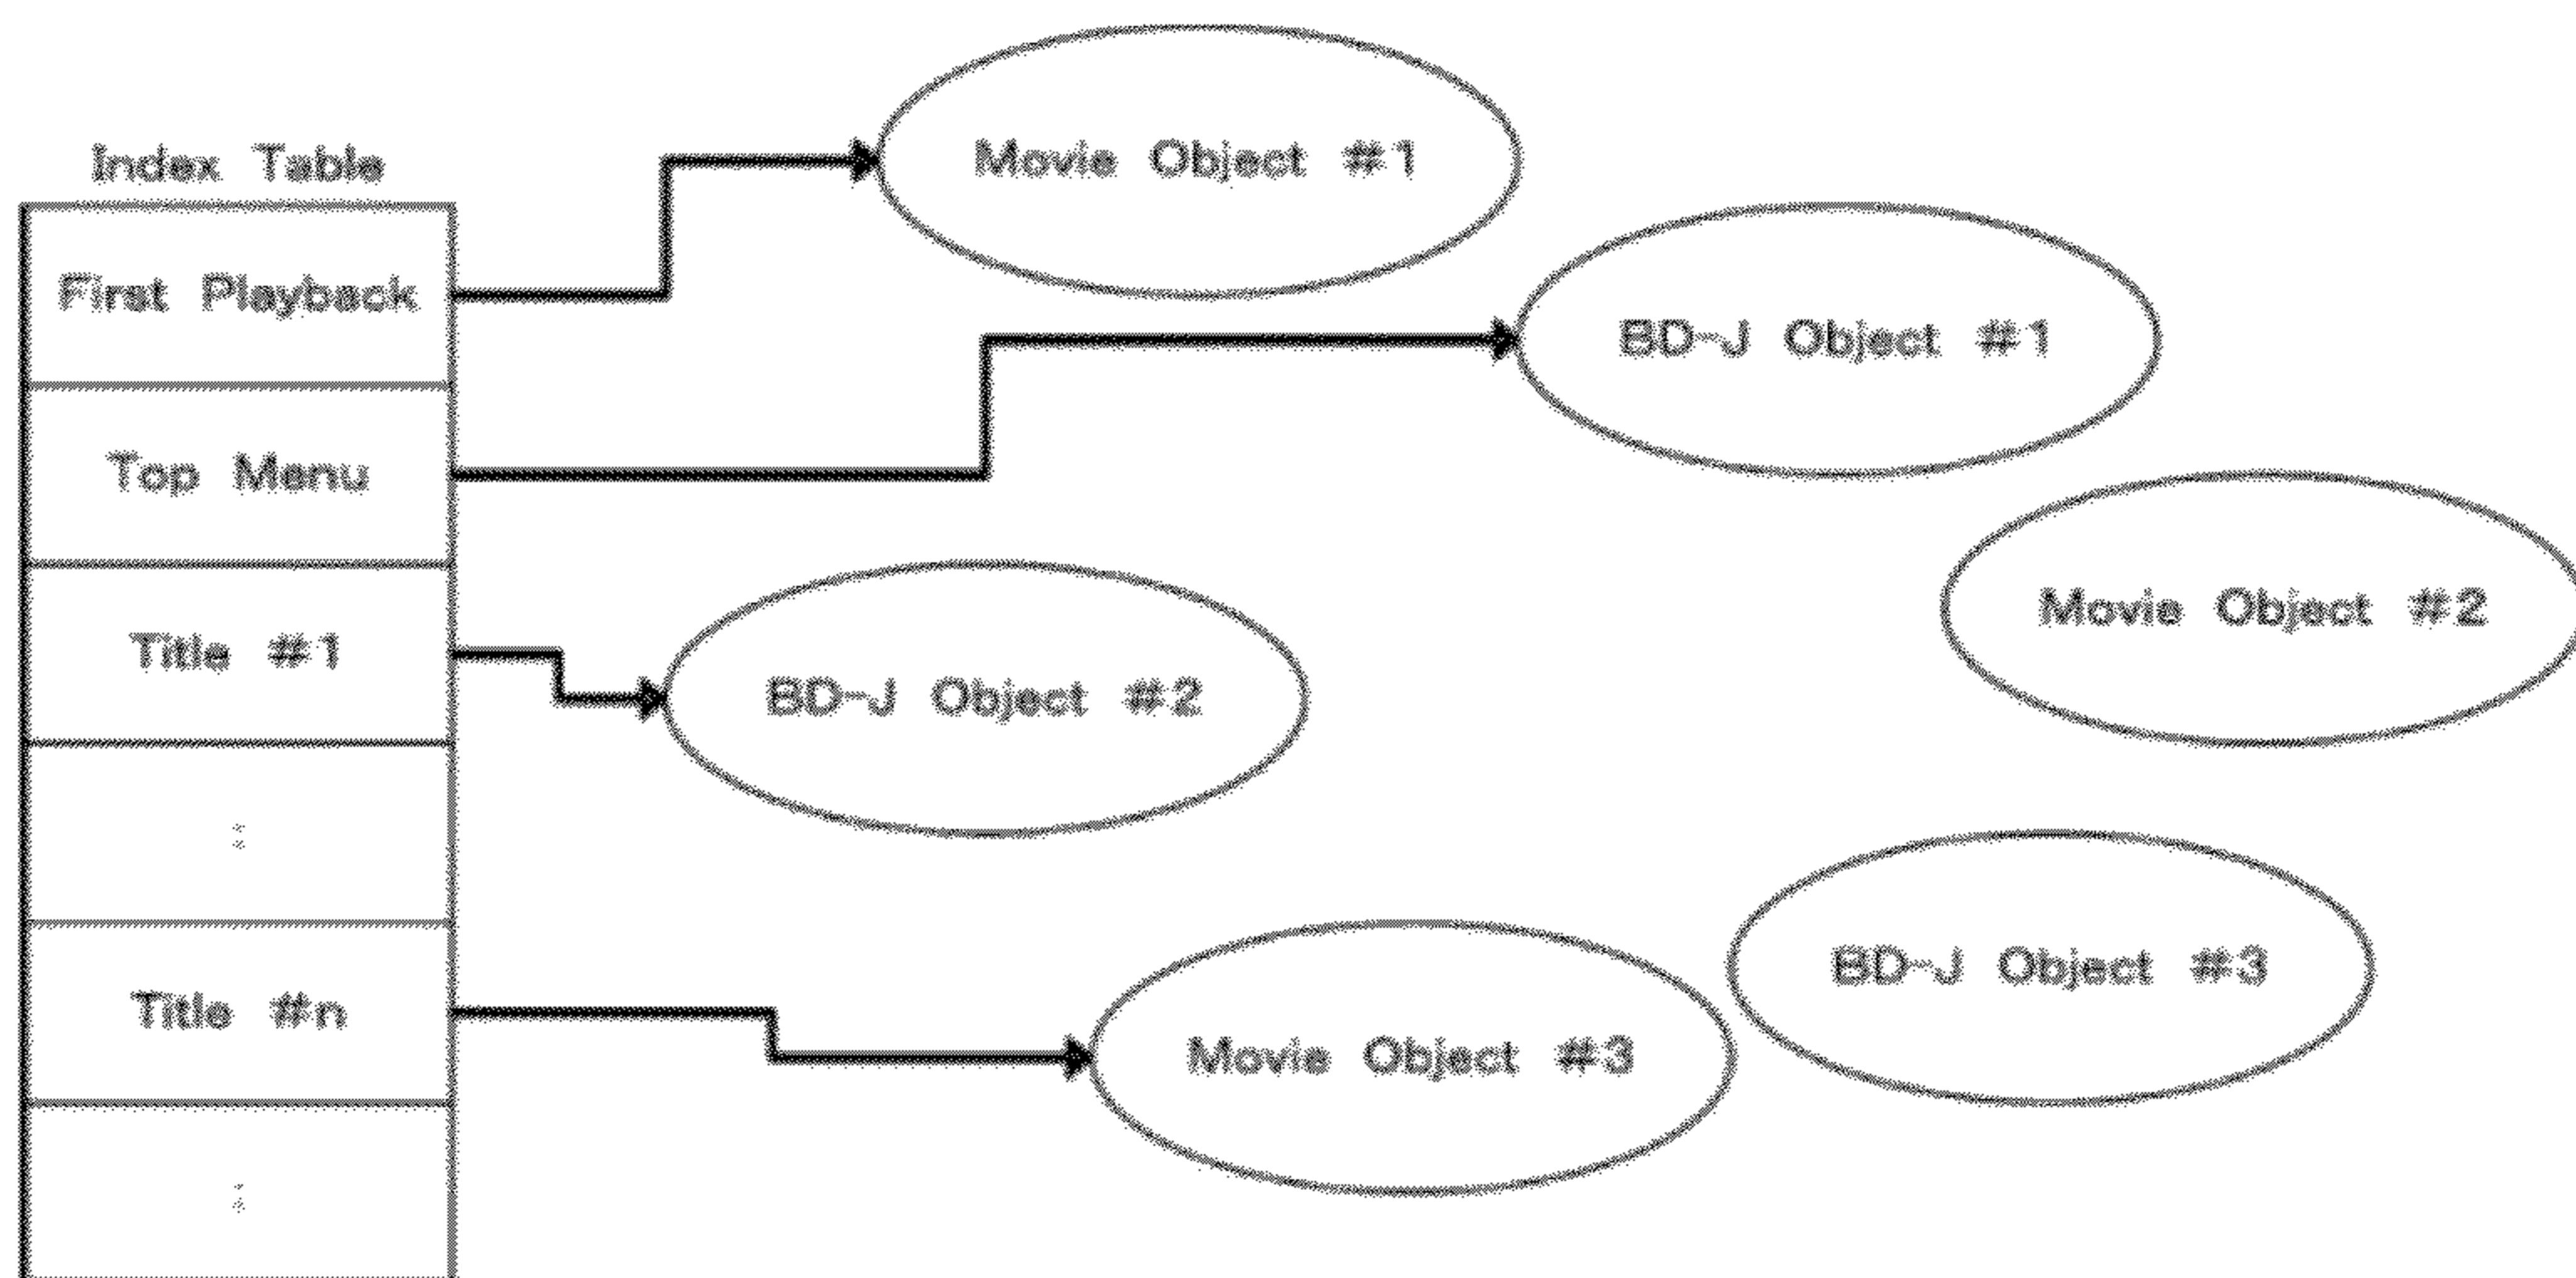 Index Table
First Playback
Top Menu
Title #1
:
Title #n
:
Movie Object #1
BD-J Object #1
Movie Object #2
BD-J Object #2
BD-J Object #3
Movie Object #3